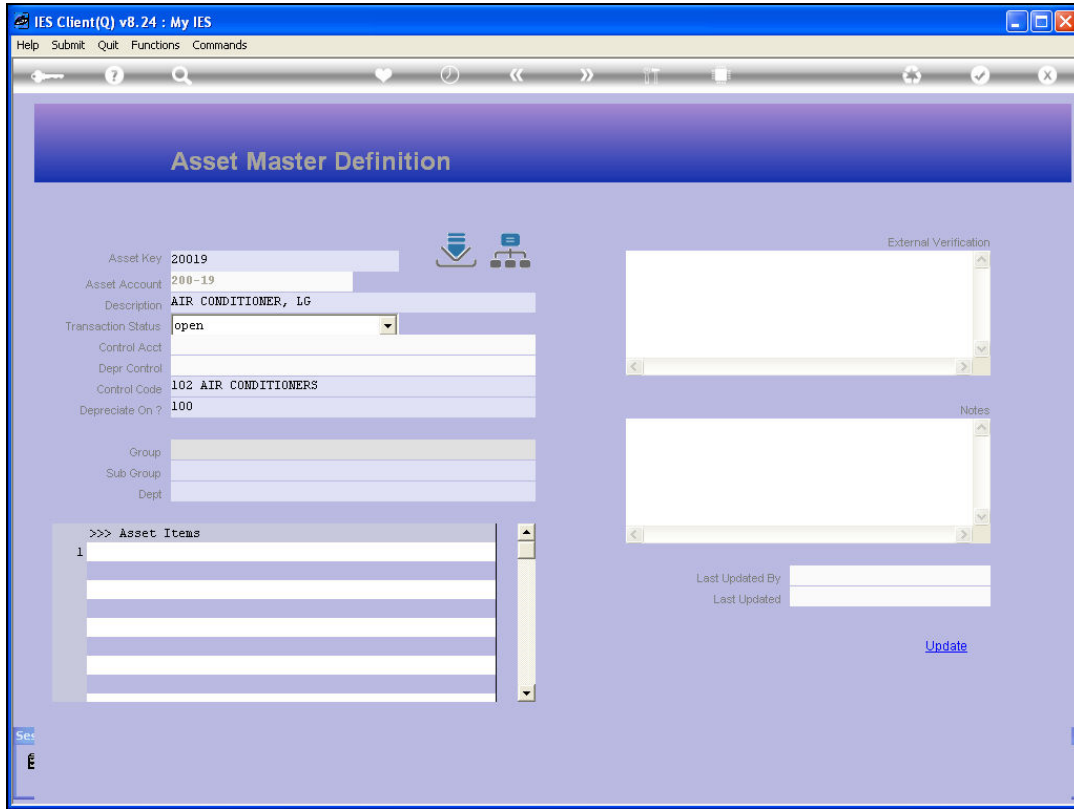 IES Client(Q) v8.24 : My IES
Help Submit Quit Functions Commands
Asset Master Definition
Asset Key 20019
Asset Account 200-19
Description AIR CONDITIONER, LG
Transaction Status open
Control Acct
Depr Control
Control Code 102 AIR CONDITIONERS
Depreciate On ? 100
Group
Sub Group
Dept
>>> Asset Items
1
External Verification
Notes
Last Updated By
Last Updated
Update
Ses